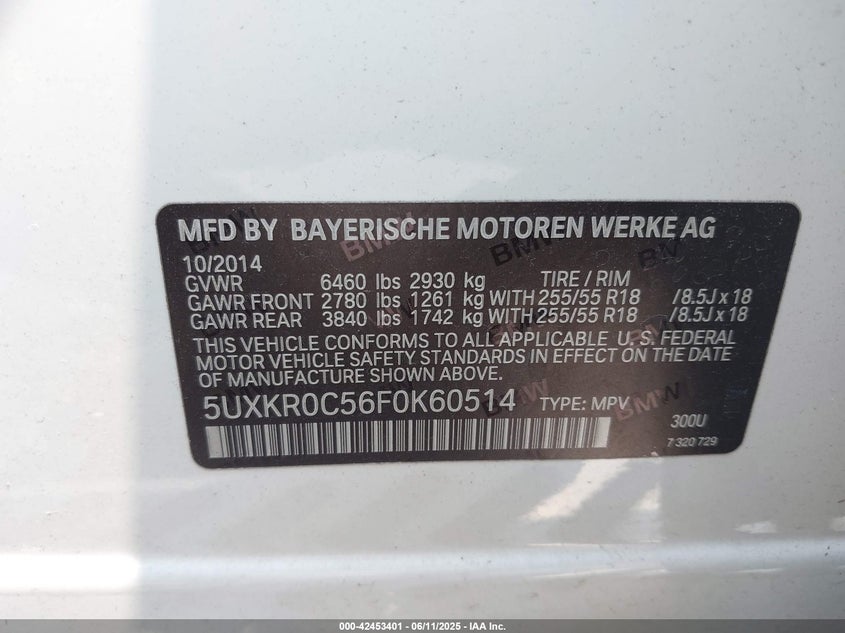 MFD BY BAYERISCHE MOTOREN WERKE AG
10/2014
GVWR 6460 lbs 2930 kg TIRE / RIM
GAWR FRONT 2780 lbs 1261 kg WITH 255/55 R18 /8.5J x 18
GAWR REAR 3840 lbs 1742 kg WITH 255/55 R18 /8.5J x 18
THIS VEHICLE CONFORMS TO ALL APPLICABLE U.S. FEDERAL
MOTOR VEHICLE SAFETY STANDARDS IN EFFECT ON THE DATE
OF MANUFACTURE SHOWN ABOVE.
5UXKR0C56F0K60514 TYPE: MPV
300U
7 320 729
000-42453401 - 06/11/2025 - IAA Inc.